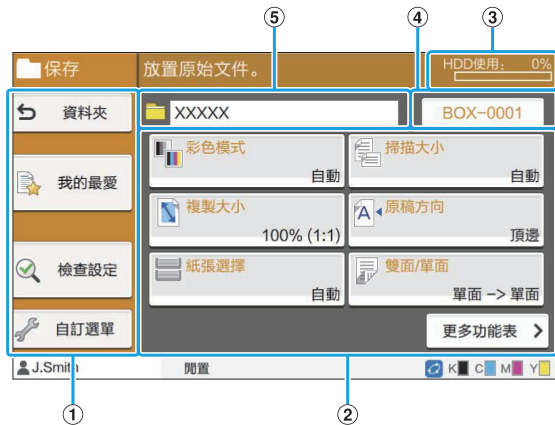 ⑤ ④ ③
保存
放置原始文件。
HDD使用： 0%
資料夾
XXXXX
BOX-0001
我的最愛
檢查設定
自訂選單
彩色模式
自動
掃描大小
自動
複製大小
100% (1:1)
原稿方向
頂邊
紙張選擇
自動
雙面/單面
單面 -> 單面
更多功能表
J.Smith
閒置
K C M Y
① ②